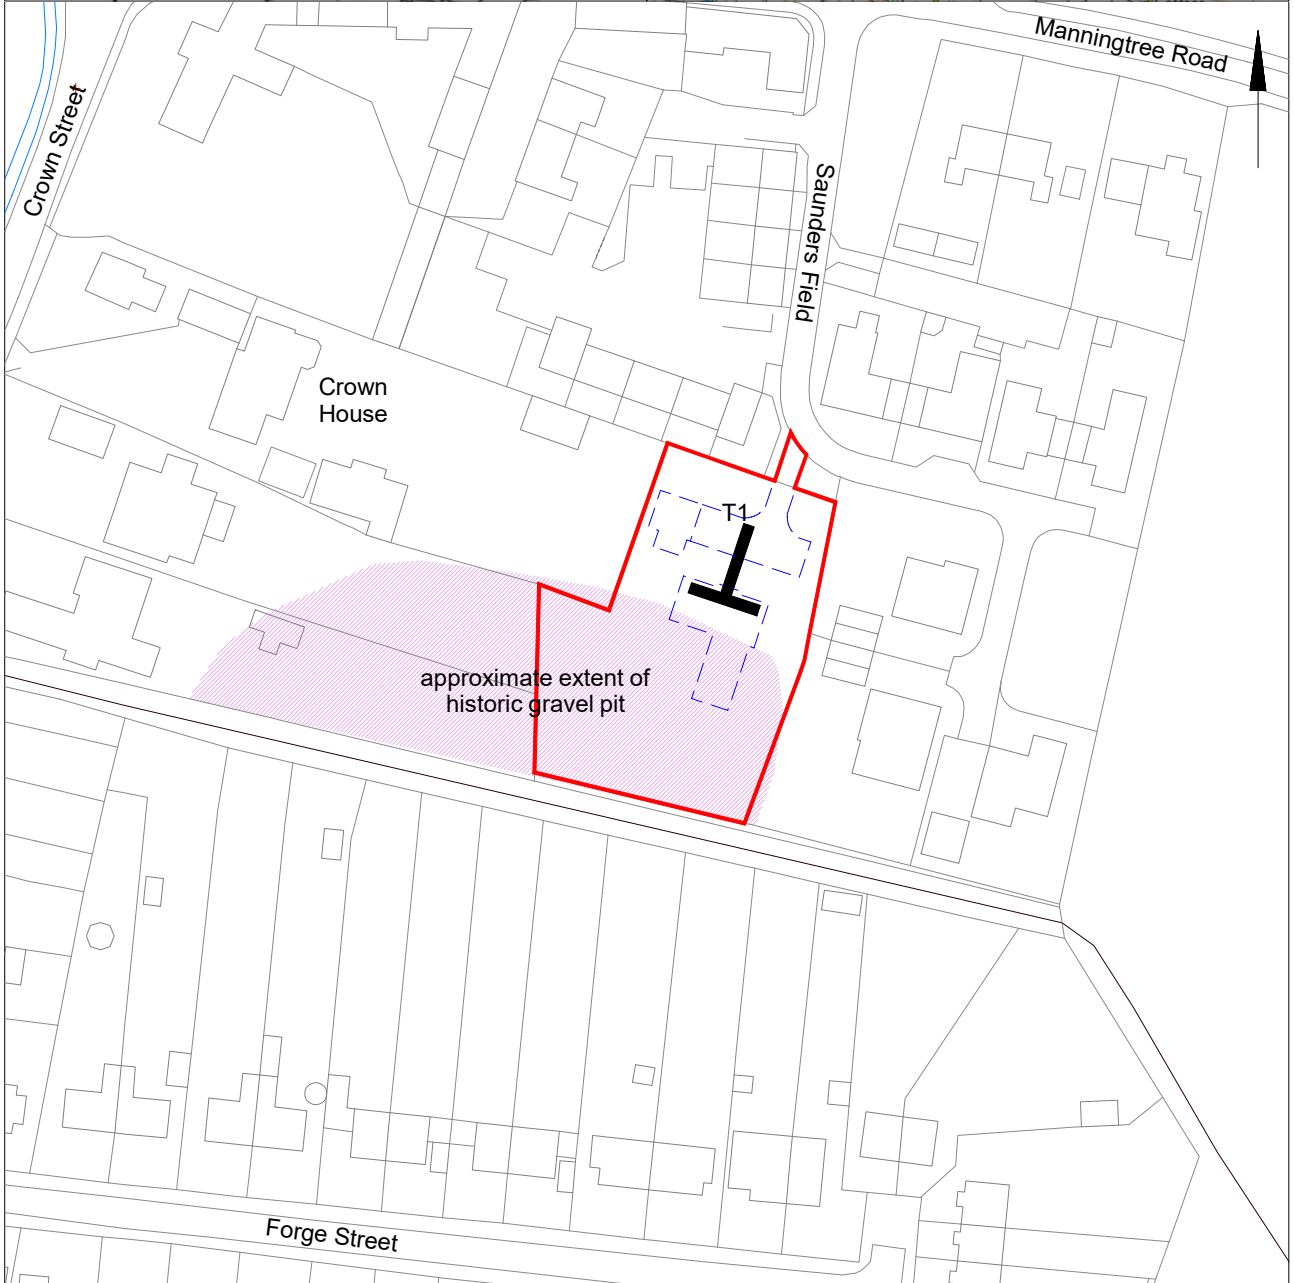 Manningtree Road
Crown Street
Saunders Field
Crown
House
T1
approximate extent of
historic gravel pit
Forge Street